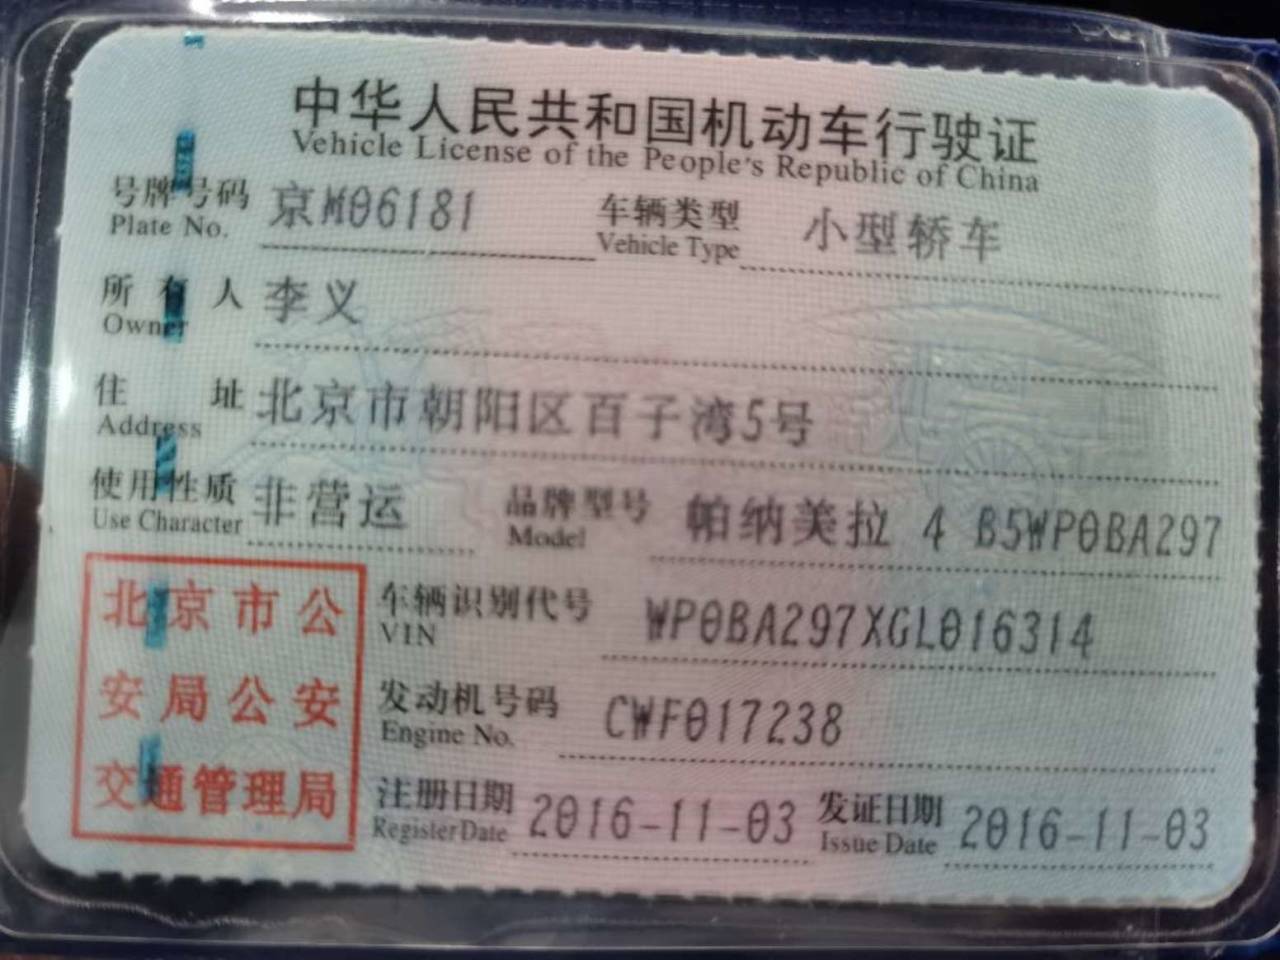 中华人民共和国机动车行驶证
Vehicle License of the People's Republic of China
号牌号码 京M06181 车辆类型 小型轿车
Plate No. Vehicle Type
所有人 李义
Owner
住址 北京市朝阳区百子湾5号
Address
使用性质 非营运 品牌型号 帕纳美拉 4 B5WP0BA297
Use Character Model
北京市公
安局公安
交通管理局
车辆识别代号 WP0BA297XGL016314
VIN
发动机号码 CWF017238
Engine No.
注册日期 2016-11-03 发证日期 2016-11-03
Register Date Issue Date